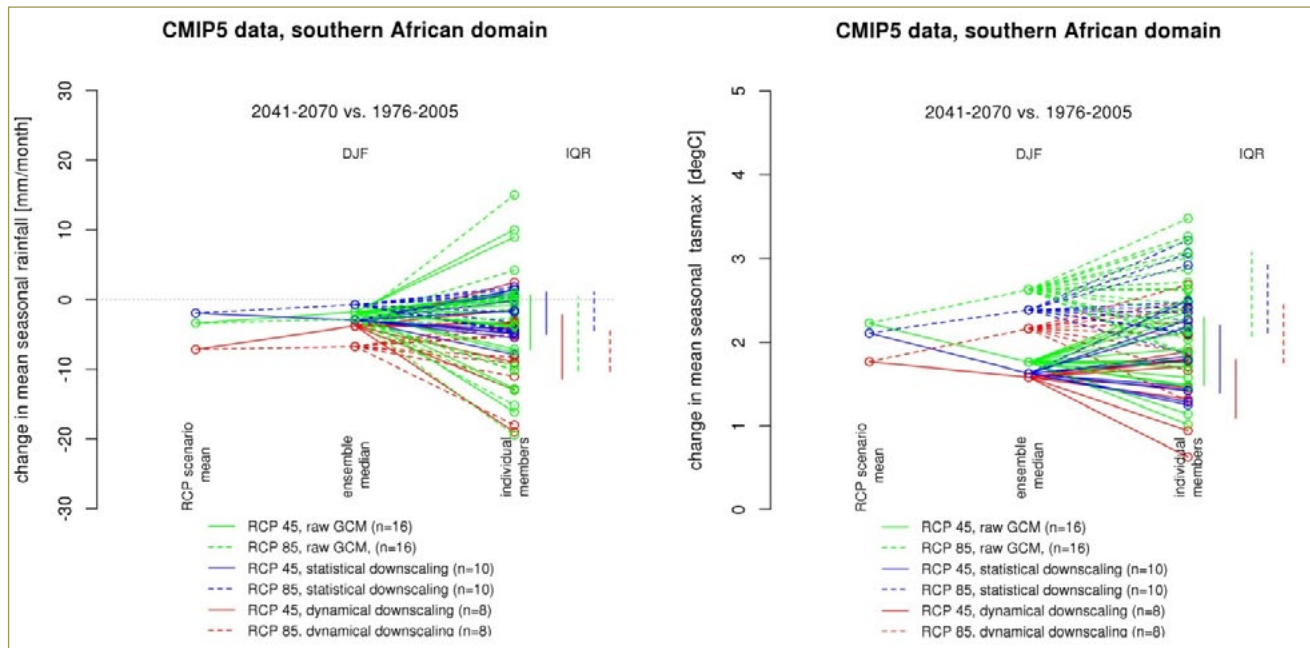 CMIP5 data, southern African domain
2041-2070 vs. 1976-2005
DJF
IQR
change in mean seasonal rainfall [mm/month]
30
20
10
0
-10
-20
-30
RCP scenario
mean
ensemble
median
individual
members
RCP 45, raw GCM (n=16)
RCP 85, raw GCM, (n=16)
RCP 45, statistical downscaling (n=10)
RCP 85, statistical downscaling (n=10)
RCP 45, dynamical downscaling (n=8)
RCP 85, dynamical downscaling (n=8)
CMIP5 data, southern African domain
2041-2070 vs. 1976-2005
DJF
IQR
change in mean seasonal tasmax [degC]
5
4
3
2
1
0
RCP scenario
mean
ensemble
median
individual
members
RCP 45, raw GCM (n=16)
RCP 85, raw GCM, (n=16)
RCP 45, statistical downscaling (n=10)
RCP 85, statistical downscaling (n=10)
RCP 45, dynamical downscaling (n=8)
RCP 85, dynamical downscaling (n=8)